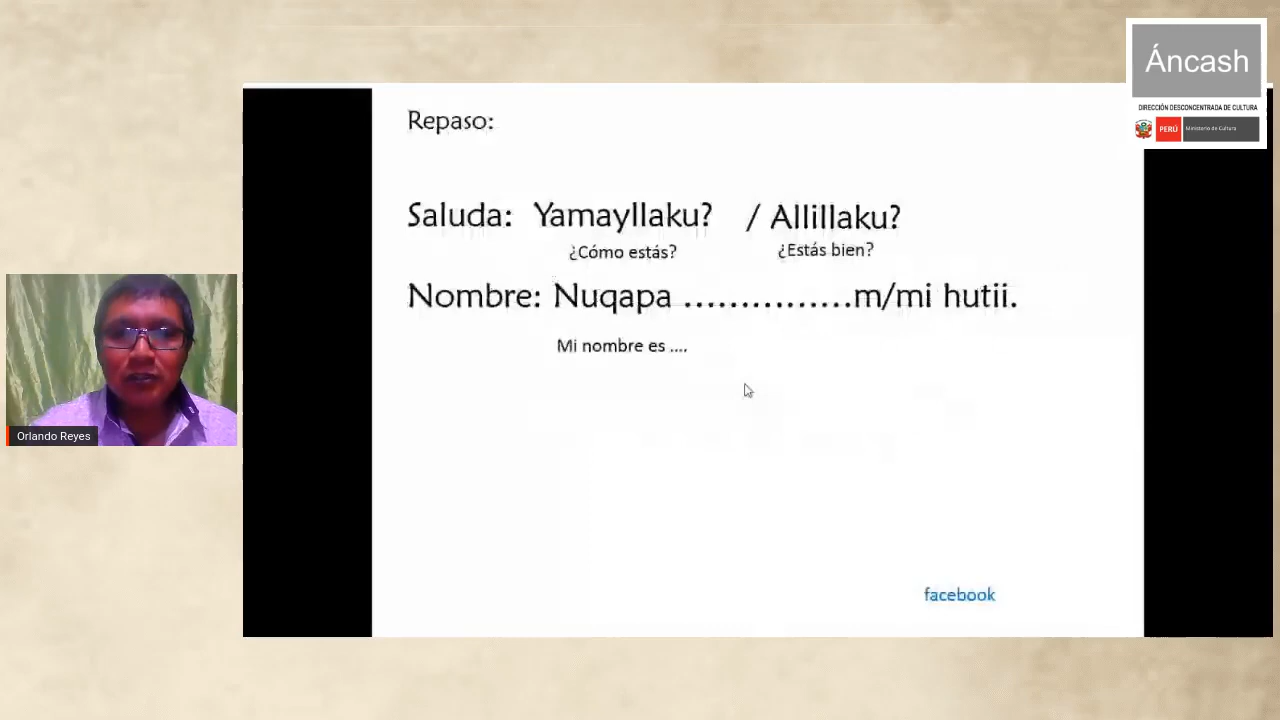 Áncash
DIRECCIÓN DESCONCENTRADA DE CULTURA
PERÚ Ministerio de Cultura
Repaso:
Saluda: Yamayllaku? / Allillaku?
¿Cómo estás? ¿Estás bien?
Nombre: Nuqapa ...............m/mi hutii.
Mi nombre es ....
Orlando Reyes
facebook